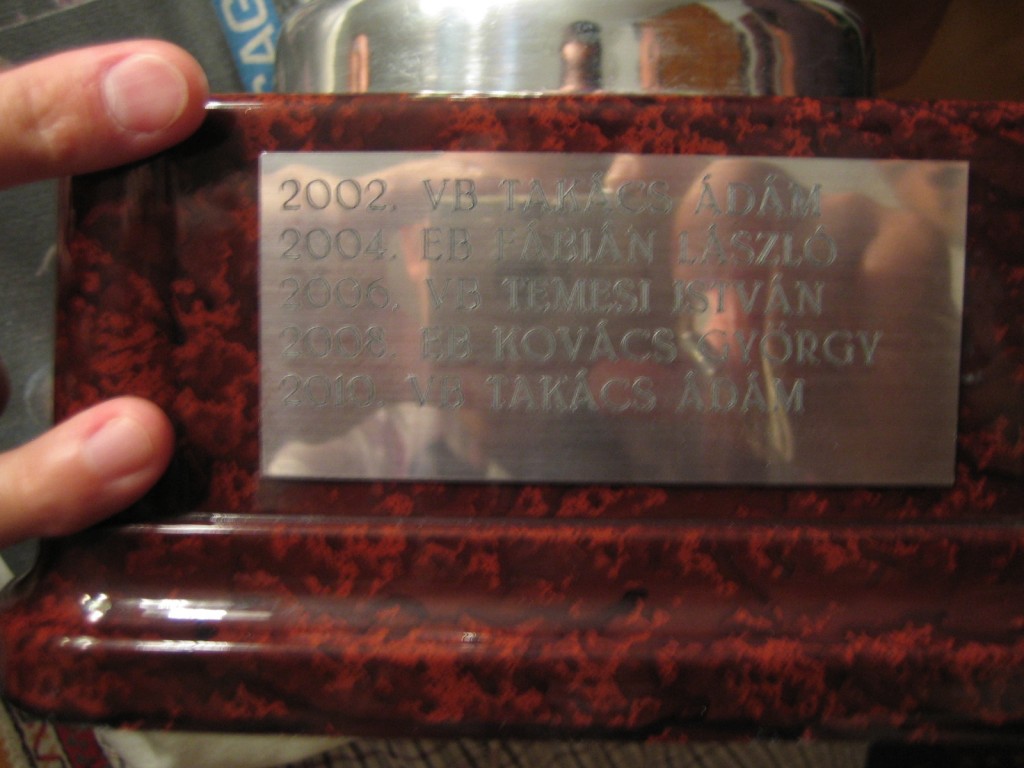 2002. VB TAKÁCS ÁDÁM
2004. EB FÁBIÁN LÁSZLÓ
2006. VB TEMESI ISTVÁN
2008. EB KOVÁCS GYÖRGY
2010. VB TAKÁCS ÁDÁM